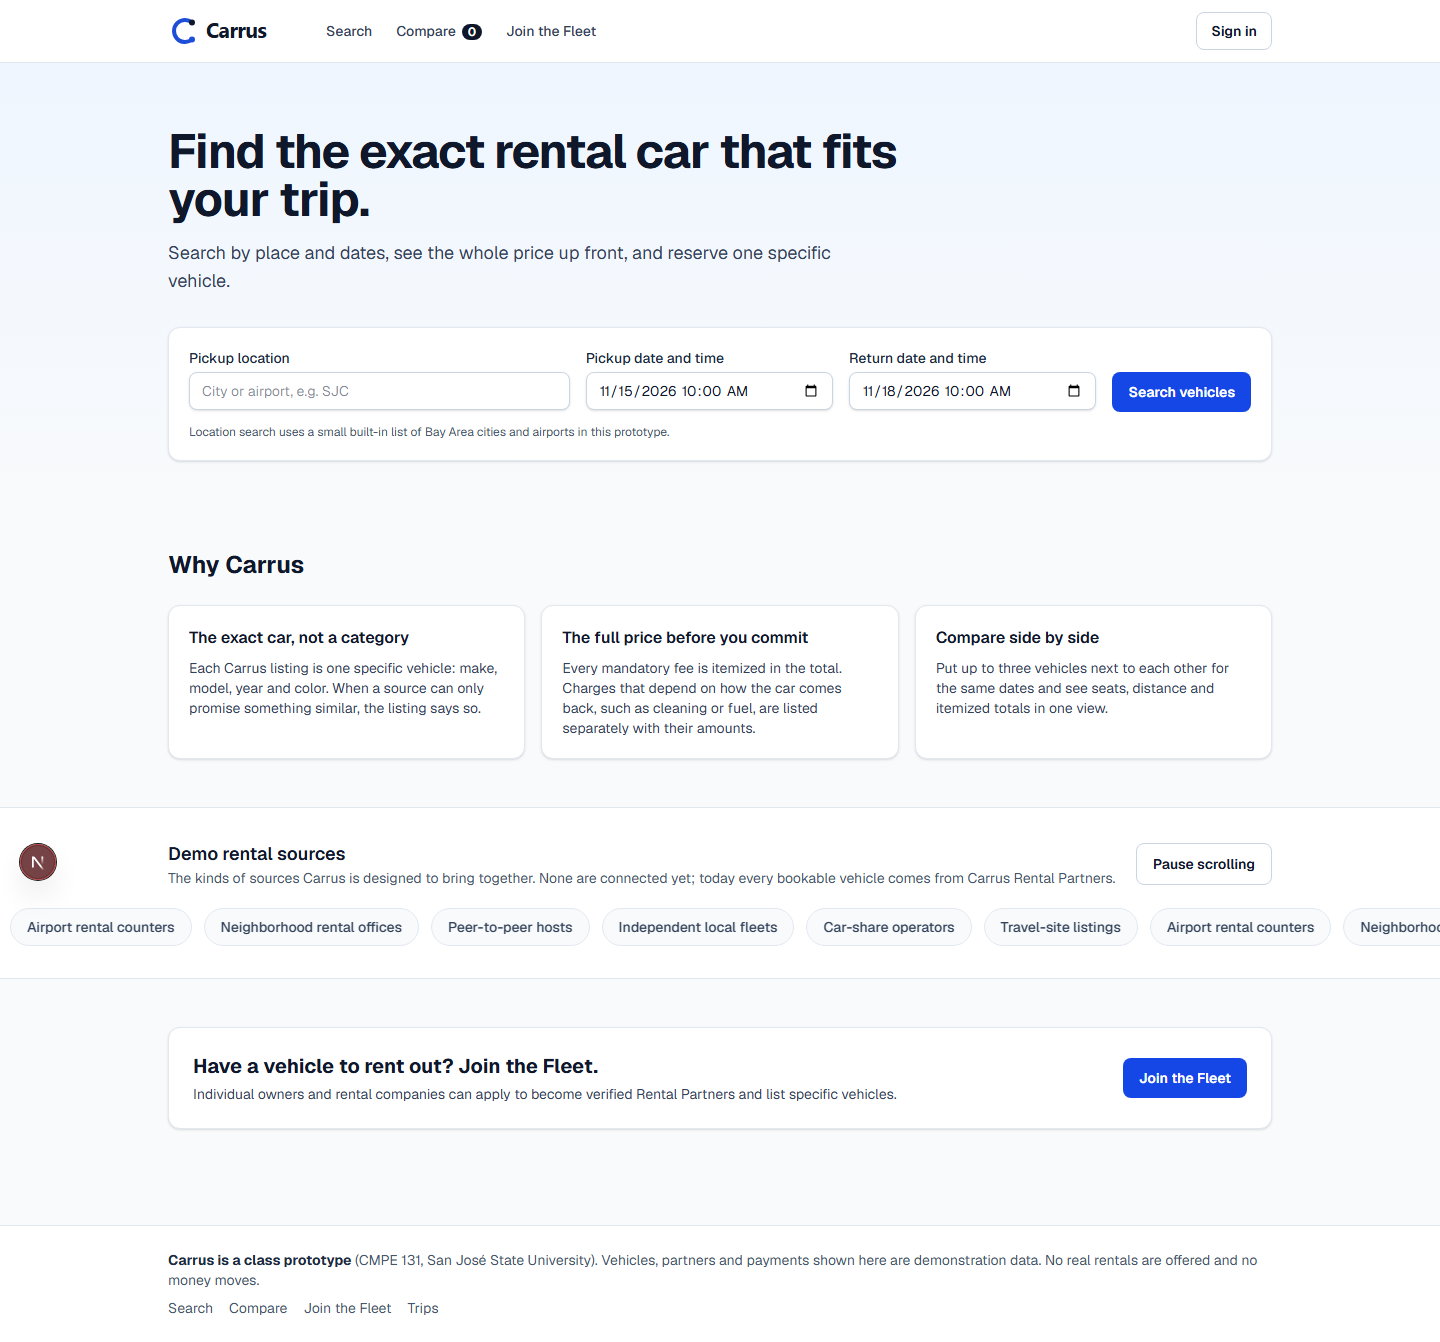 Carrus
Search
Compare 0
Join the Fleet
Sign in
Find the exact rental car that fits
your trip.
Search by place and dates, see the whole price up front, and reserve one specific
vehicle.
Pickup location
City or airport, e.g. SJC
Pickup date and time
11/15/2026 10:00 AM
Return date and time
11/18/2026 10:00 AM
Search vehicles
Location search uses a small built-in list of Bay Area cities and airports in this prototype.
Why Carrus
The exact car, not a category
Each Carrus listing is one specific vehicle: make,
model, year and color. When a source can only
promise something similar, the listing says so.
The full price before you commit
Every mandatory fee is itemized in the total.
Charges that depend on how the car comes
back, such as cleaning or fuel, are listed
separately with their amounts.
Compare side by side
Put up to three vehicles next to each other for
the same dates and see seats, distance and
itemized totals in one view.
N
Demo rental sources
The kinds of sources Carrus is designed to bring together. None are connected yet; today every bookable vehicle comes from Carrus Rental Partners.
Pause scrolling
Airport rental counters
Neighborhood rental offices
Peer-to-peer hosts
Independent local fleets
Car-share operators
Travel-site listings
Airport rental counters
Neighborhoo
Have a vehicle to rent out? Join the Fleet.
Individual owners and rental companies can apply to become verified Rental Partners and list specific vehicles.
Join the Fleet
Carrus is a class prototype (CMPE 131, San José State University). Vehicles, partners and payments shown here are demonstration data. No real rentals are offered and no
money moves.
Search
Compare
Join the Fleet
Trips